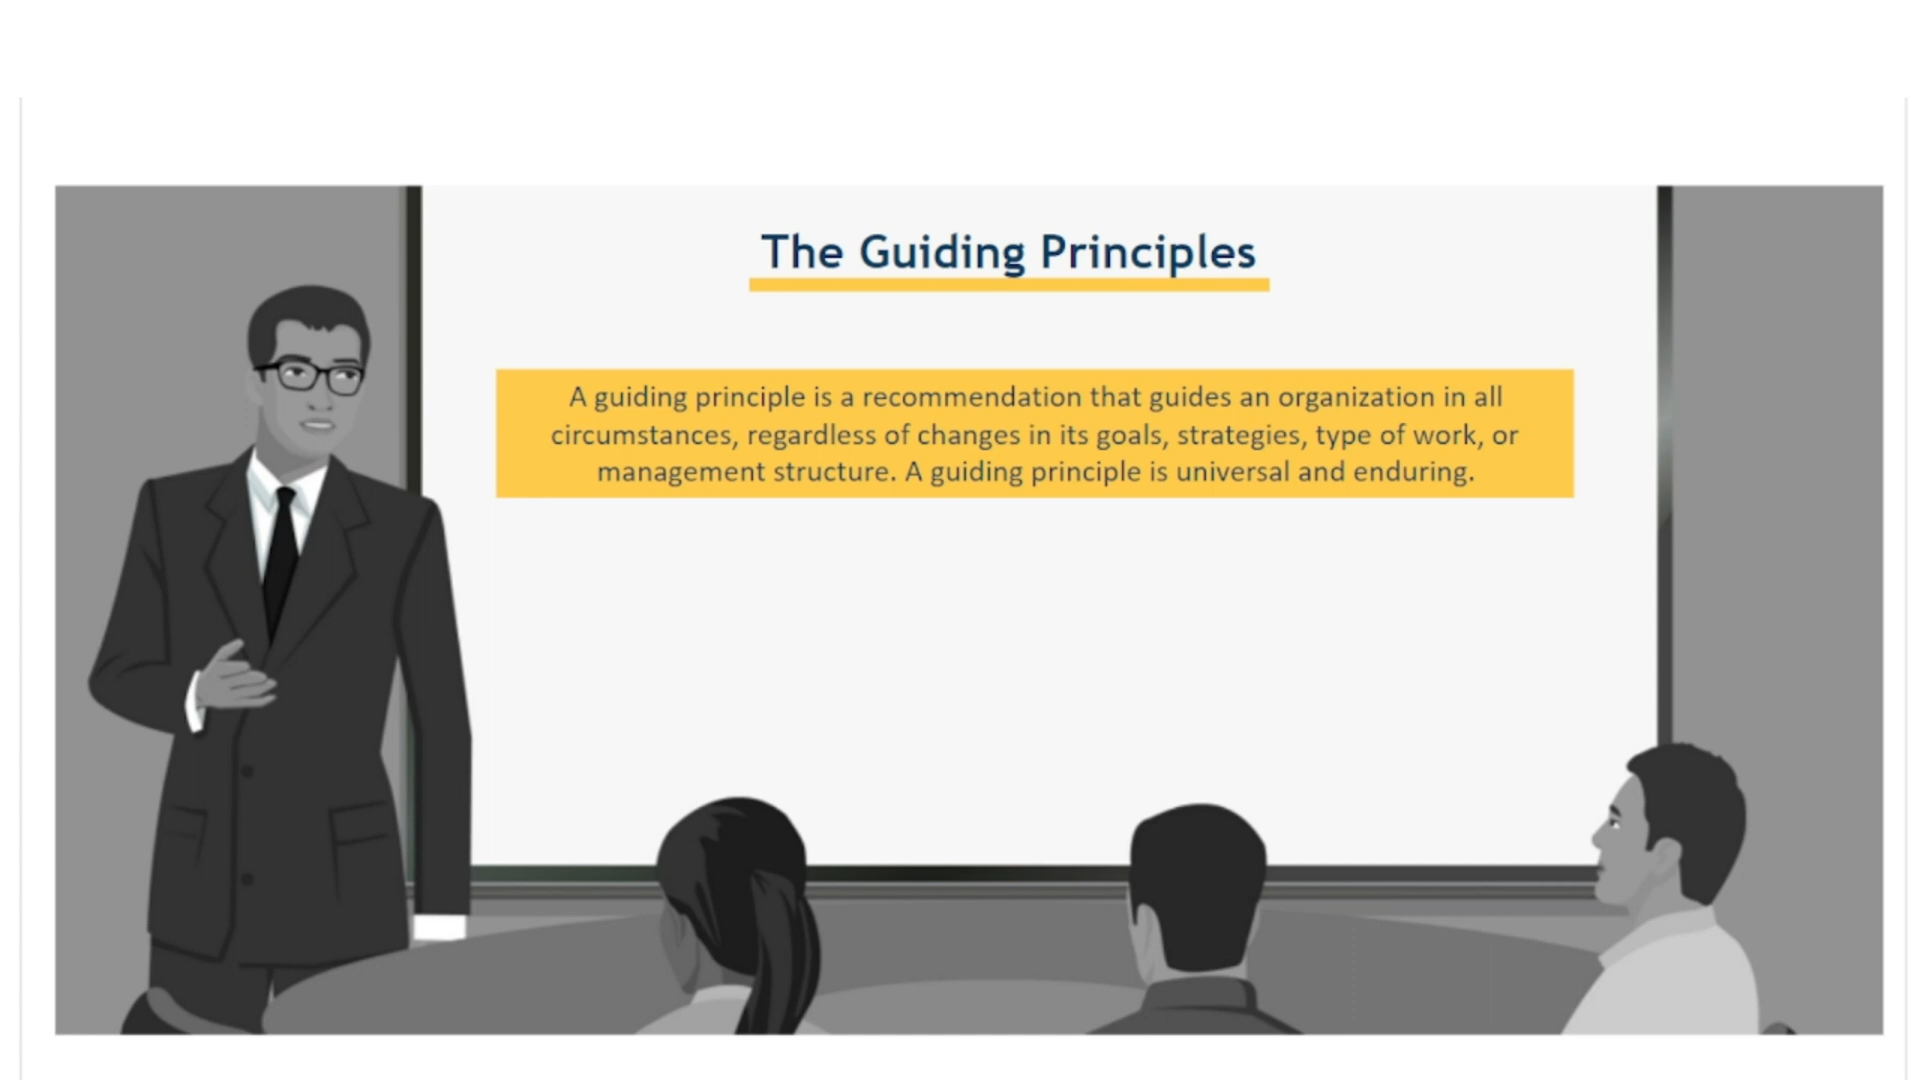 The Guiding Principles
A guiding principle is a recommendation that guides an organization in all
circumstances, regardless of changes in its goals, strategies, type of work, or
management structure. A guiding principle is universal and enduring.